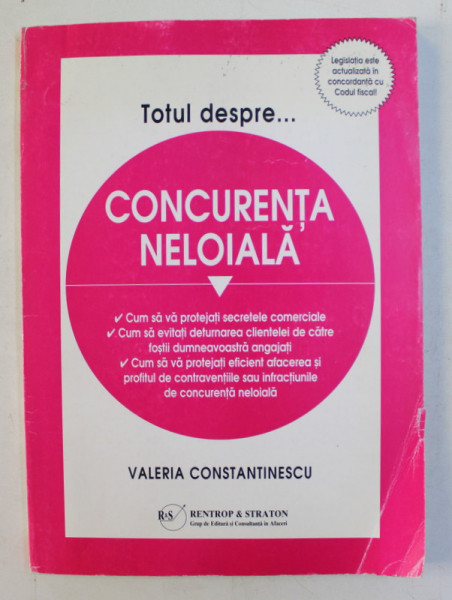 Legislația este
actualizată în
concordanță cu
Codul fiscal!
Totul despre...
CONCURENȚA
NELOIALĂ
✔ Cum să vă protejați secretele comerciale
✔ Cum să evitați deturnarea clientelei de către
foștii dumneavoastră angajați
✔ Cum să vă protejați eficient afacerea și
profitul de contravențiile sau infracțiunile
de concurență neloială
VALERIA CONSTANTINESCU
R&S RENTROP & STRATON
Grup de Editură și Consultanță în Afaceri